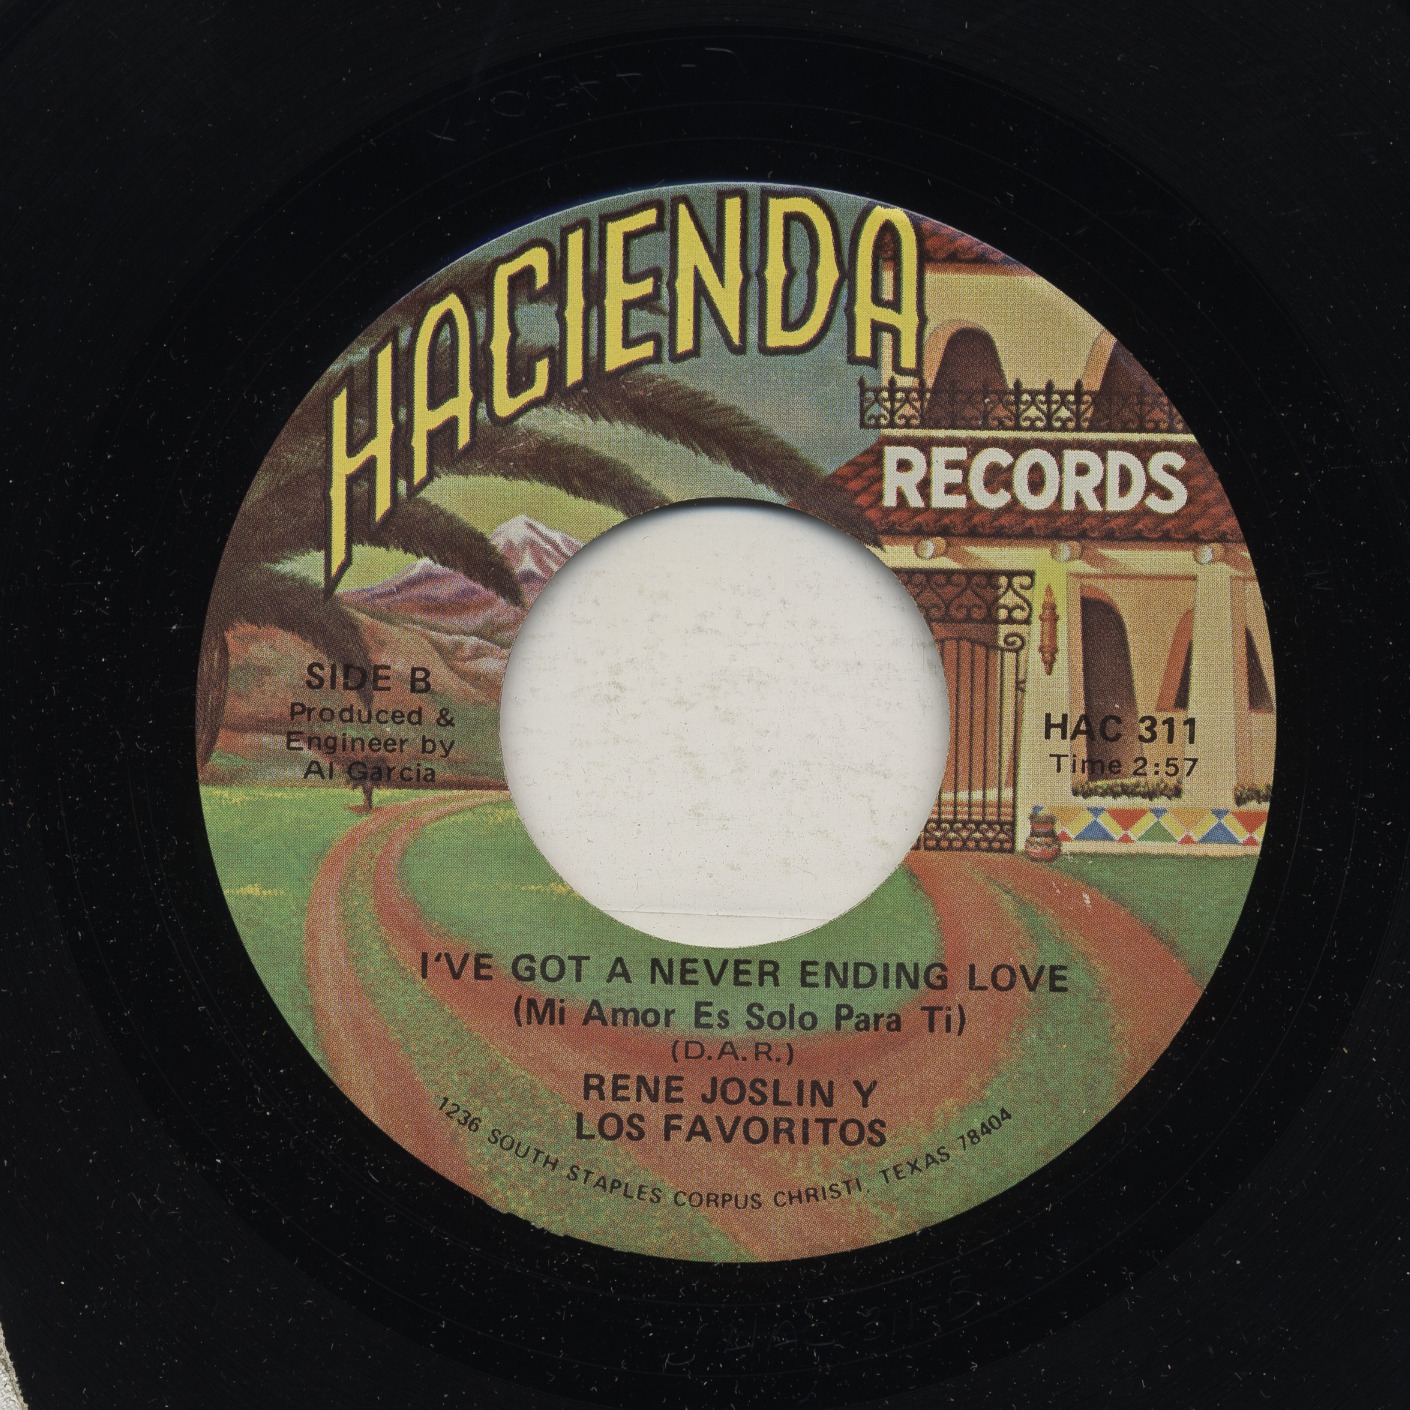 HACIENDA
RECORDS
SIDE B
Produced &
Engineer by
Al Garcia
HAC 311
Time 2:57
I'VE GOT A NEVER ENDING LOVE
(Mi Amor Es Solo Para Ti)
(D.A.R.)
RENE JOSLIN Y
LOS FAVORITOS
1236 SOUTH STAPLES CORPUS CHRISTI, TEXAS 78404